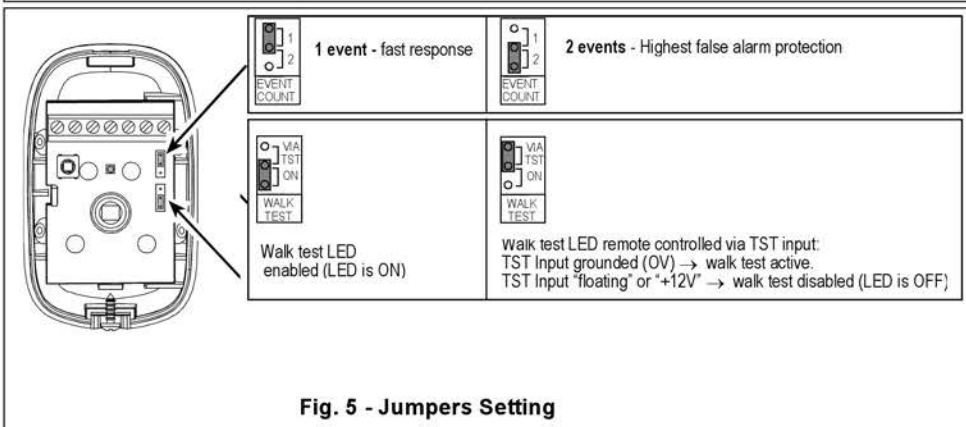 1
2
EVENT
COUNT
1 event - fast response
1
2
EVENT
COUNT
2 events - Highest false alarm protection
VIA
TST
ON
WALK
TEST
Walk test LED
enabled (LED is ON)
VIA
TST
ON
WALK
TEST
Walk test LED remote controlled via TST input:
TST Input grounded (0V) → walk test active.
TST Input "floating" or "+12V" → walk test disabled (LED is OFF)
Fig. 5 - Jumpers Setting